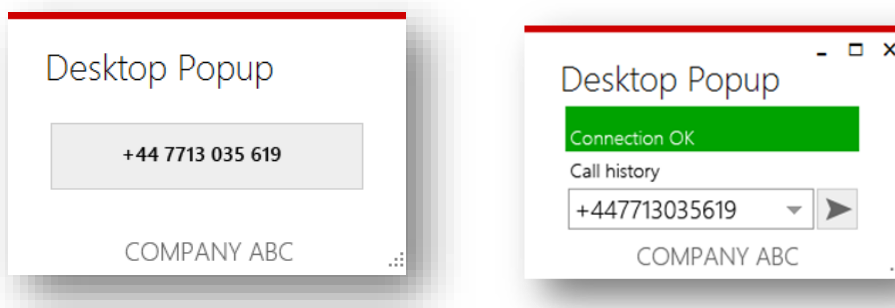 Desktop Popup
+44 7713 035 619
COMPANY ABC
Desktop Popup
Connection OK
Call history
+447713035619
COMPANY ABC